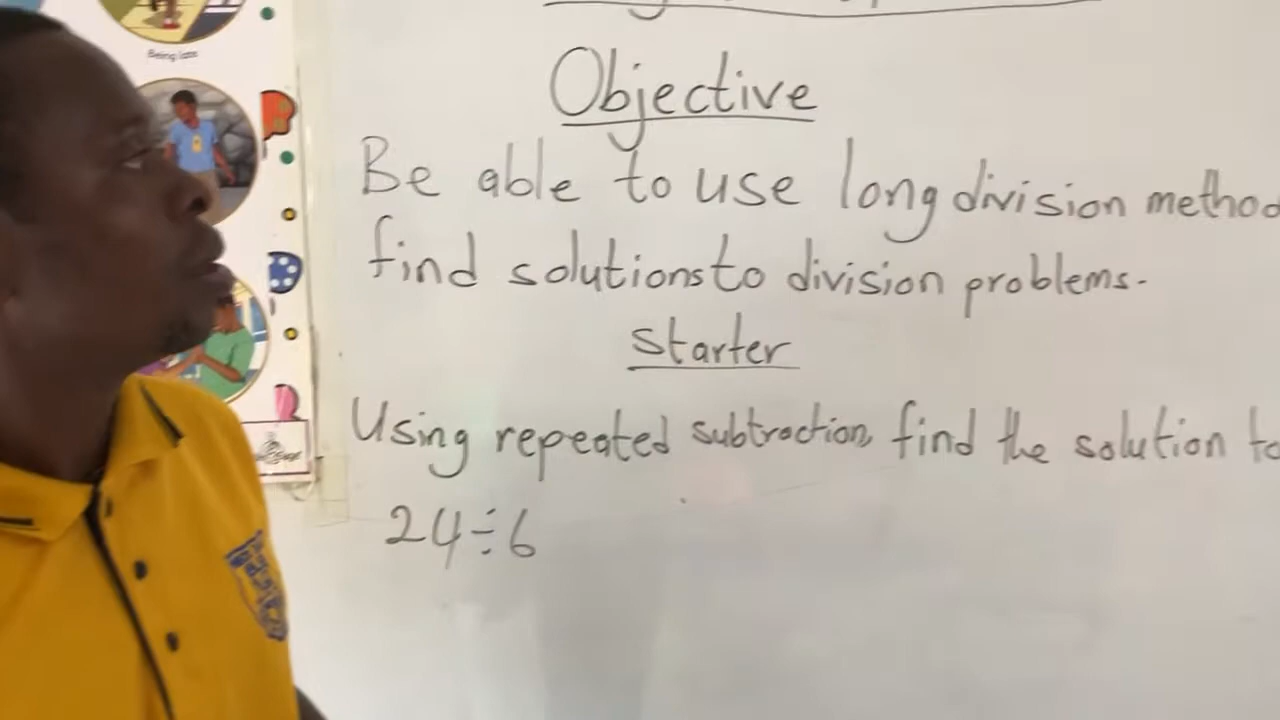 Being late
Objective
Be able to use long division method
find solutions to division problems.
Starter
Using repeated subtraction, find the solution to
24÷6